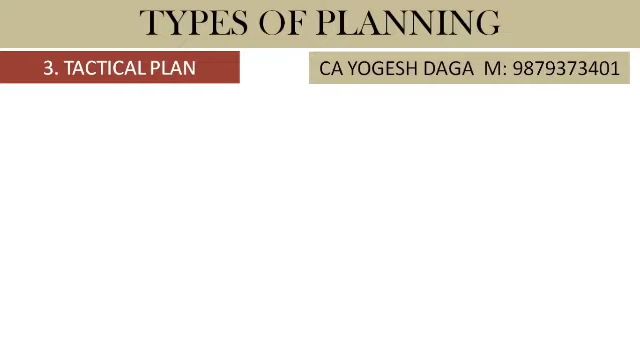 TYPES OF PLANNING
3. TACTICAL PLAN
CA YOGESH DAGA M: 9879373401